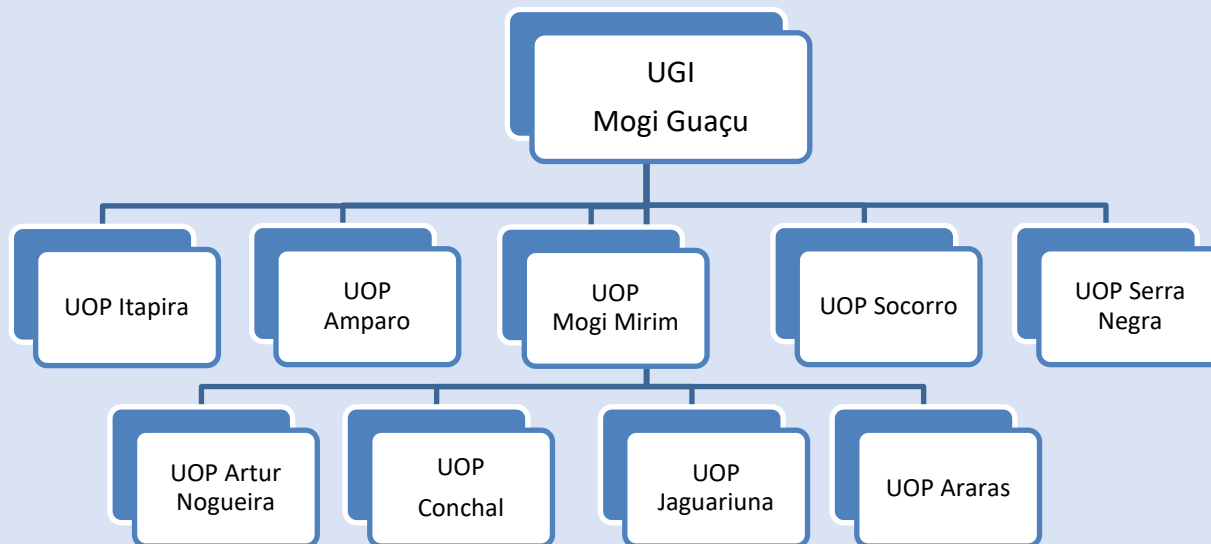 UGI
Mogi Guaçu
UOP Itapira
UOP
Amparo
UOP
Mogi Mirim
UOP Socorro
UOP Serra
Negra
UOP Artur
Nogueira
UOP
Conchal
UOP
Jaguariuna
UOP Araras